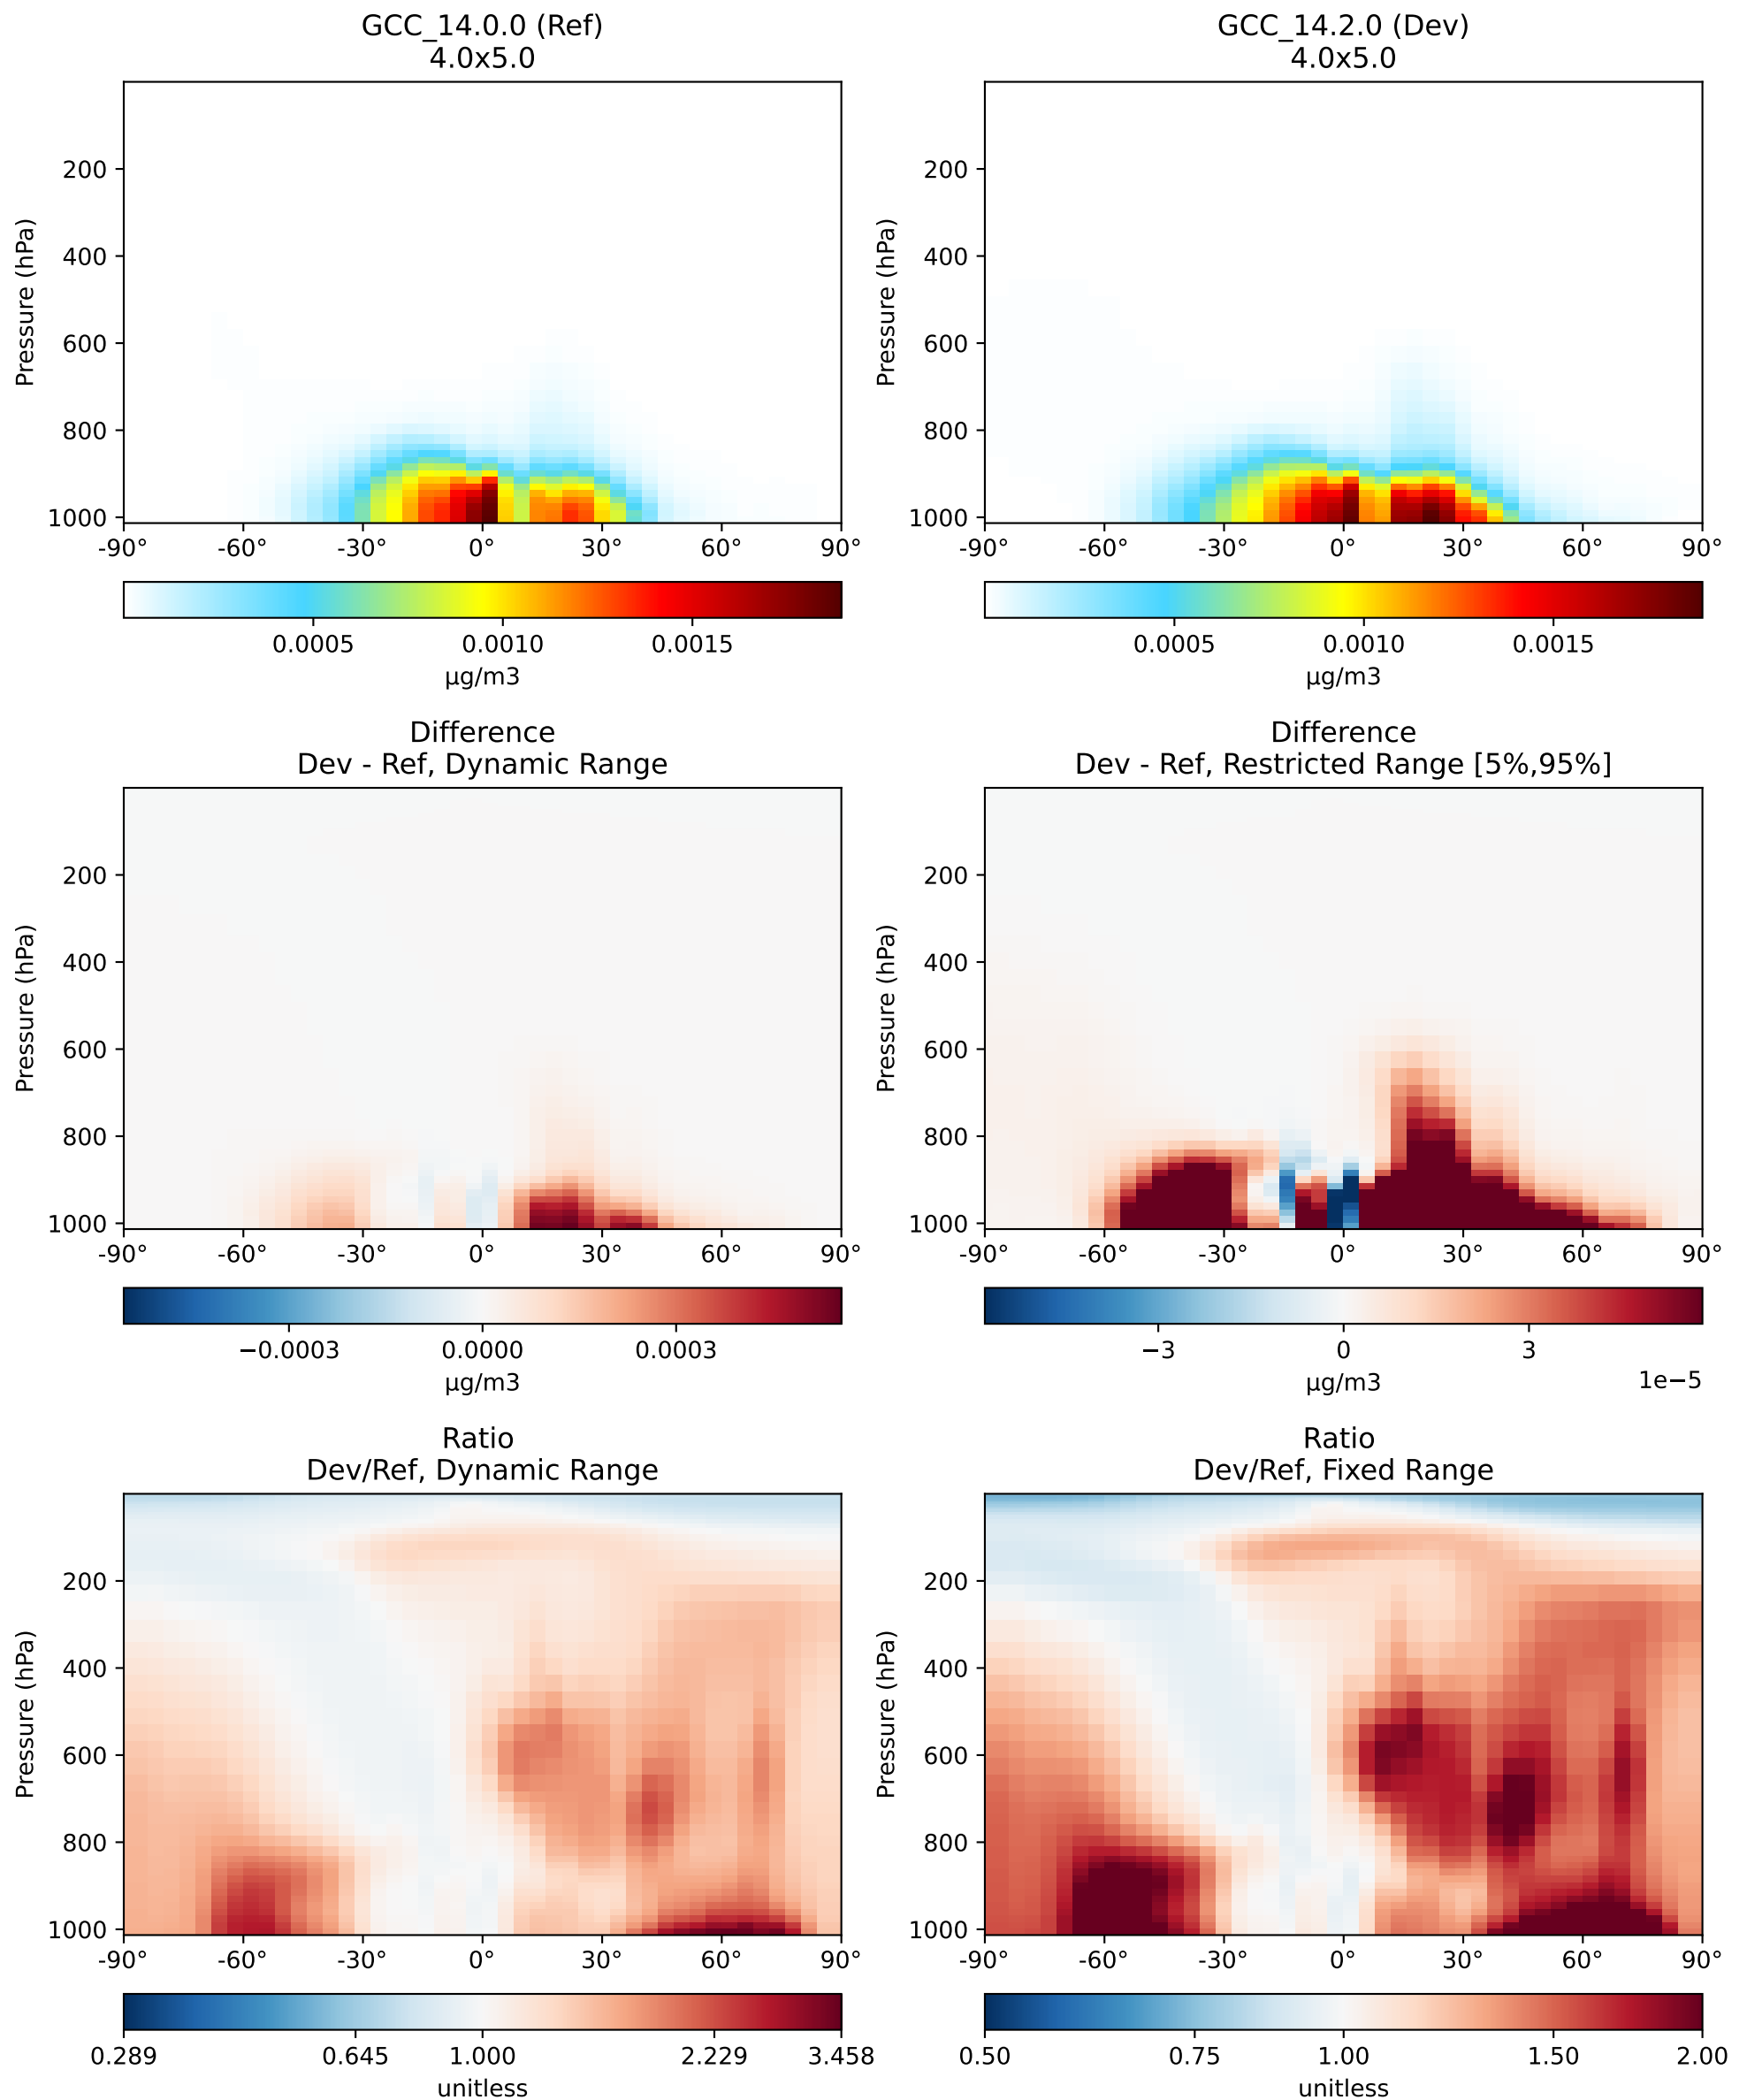 GCC_14.0.0 (Ref)
4.0x5.0
Pressure (hPa)
200
400
600
800
1000
-90° -60° -30° 0° 30° 60° 90°
0.0005 0.0010 0.0015
μg/m3
GCC_14.2.0 (Dev)
4.0x5.0
Pressure (hPa)
200
400
600
800
1000
-90° -60° -30° 0° 30° 60° 90°
0.0005 0.0010 0.0015
μg/m3
Difference
Dev - Ref, Dynamic Range
Pressure (hPa)
200
400
600
800
1000
-90° -60° -30° 0° 30° 60° 90°
−0.0003 0.0000 0.0003
μg/m3
Difference
Dev - Ref, Restricted Range [5%,95%]
Pressure (hPa)
200
400
600
800
1000
-90° -60° -30° 0° 30° 60° 90°
−3 0 3
1e−5
μg/m3
Ratio
Dev/Ref, Dynamic Range
Pressure (hPa)
200
400
600
800
1000
-90° -60° -30° 0° 30° 60° 90°
0.289 0.645 1.000 2.229 3.458
unitless
Ratio
Dev/Ref, Fixed Range
Pressure (hPa)
200
400
600
800
1000
-90° -60° -30° 0° 30° 60° 90°
0.50 0.75 1.00 1.50 2.00
unitless